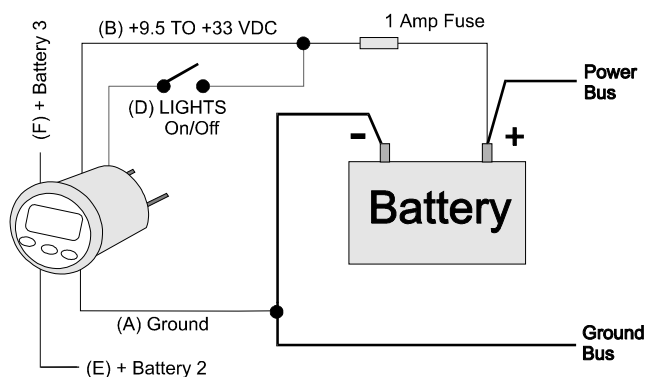 1 Amp Fuse
(B) +9.5 TO +33 VDC
(F) + Battery 3
Power
Bus
(D) LIGHTS
On/Off
- +
Battery
(A) Ground
Ground
Bus
(E) + Battery 2